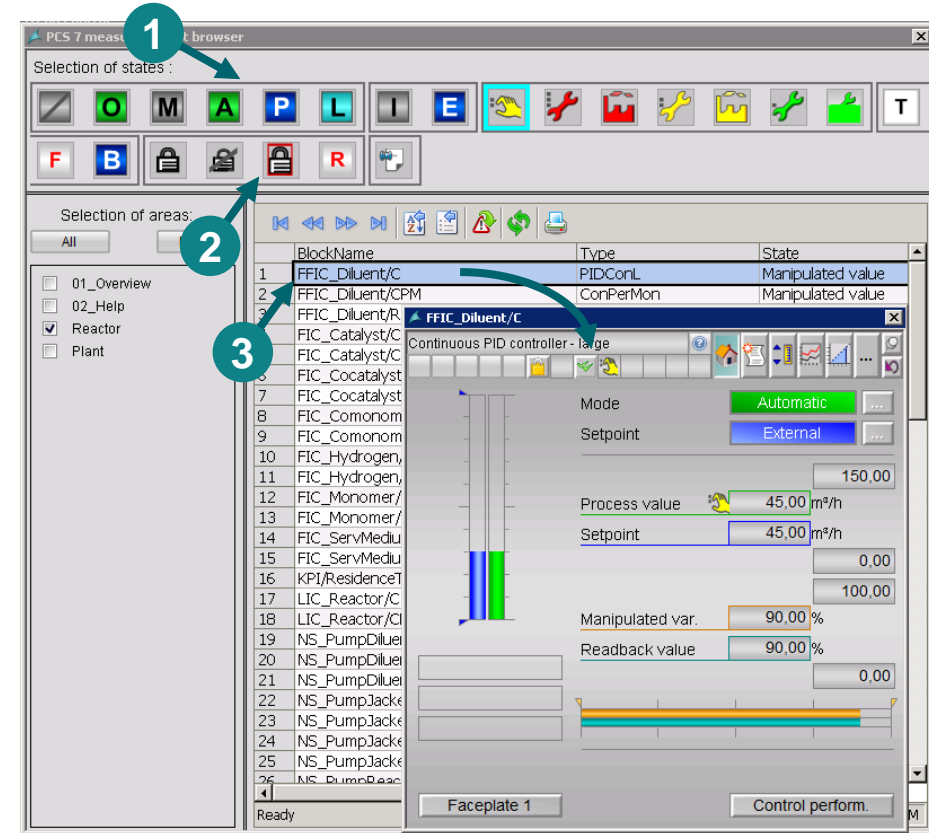 PCS 7 measu
t browser
1
Selection of states :
O M A P L I E T
F B R
2
Selection of areas:
All
01_Overview
02_Help
Reactor
Plant
3
BlockName Type State
1 FFIC_Diluent/C PIDConL Manipulated value
2 FFIC_Diluent/CPM ConPerMon Manipulated value
3 FFIC_Diluent/R
FIC_Catalyst/C
FIC_Catalyst/C
6 FIC_Cocatalyst
7 FIC_Cocatalyst
8 FIC_Comonom
9 FIC_Comonom
10 FIC_Hydrogen,
11 FIC_Hydrogen,
12 FIC_Monomer/
13 FIC_Monomer/
14 FIC_ServMediu
15 FIC_ServMediu
16 KPI/ResidenceT
17 LIC_Reactor/C
18 LIC_Reactor/C
19 NS_PumpDiluer
20 NS_PumpDiluer
21 NS_PumpDiluer
22 NS_PumpJacke
23 NS_PumpJacke
24 NS_PumpJacke
25 NS_PumpJacke
26 NS_PumpReac
Ready
M
FFIC_Diluent/C
Continuous PID controller - large
...
Mode Automatic ...
Setpoint External ...
150,00
Process value 45,00 m³/h
Setpoint 45,00 m³/h
0,00
100,00
Manipulated var. 90,00 %
Readback value 90,00 %
0,00
Faceplate 1
Control perform.